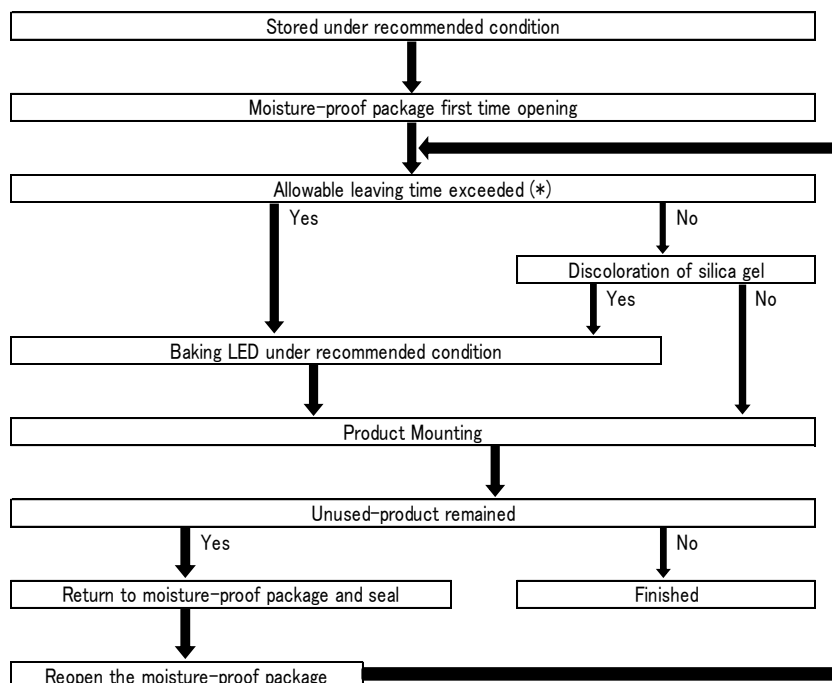 Stored under recommended condition
Moisture-proof package first time opening
Allowable leaving time exceeded (*)
Yes
No
Discoloration of silica gel
Yes
No
Baking LED under recommended condition
Product Mounting
Unused-product remained
Yes
No
Return to moisture-proof package and seal
Finished
Reopen the moisture-proof package